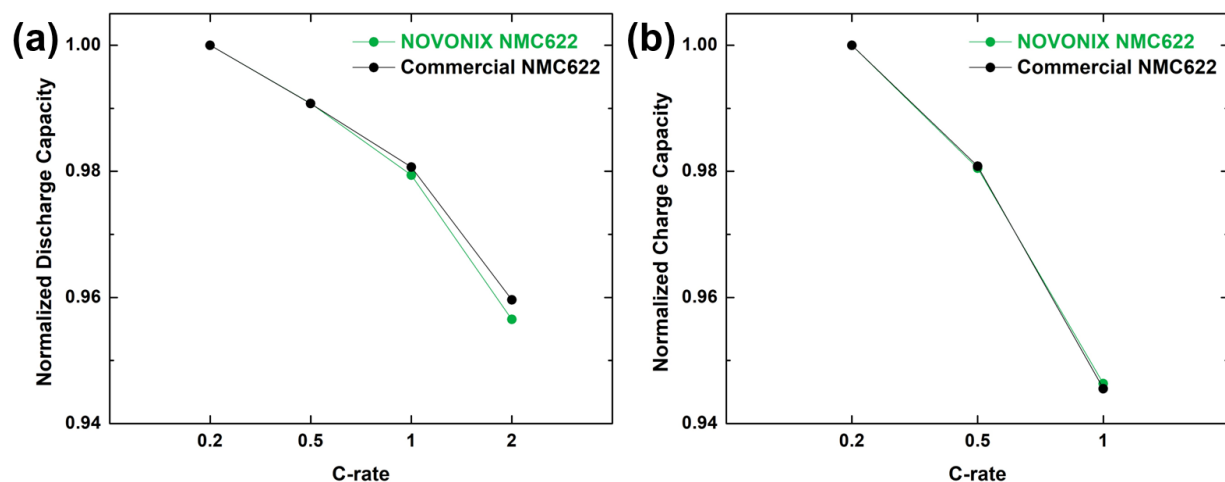 (a)
NOVONIX NMC622
Commercial NMC622
1.00
0.98
0.96
0.94
Normalized Discharge Capacity
0.2 0.5 1 2
C-rate
(b)
NOVONIX NMC622
Commercial NMC622
1.00
0.98
0.96
0.94
Normalized Charge Capacity
0.2 0.5 1
C-rate